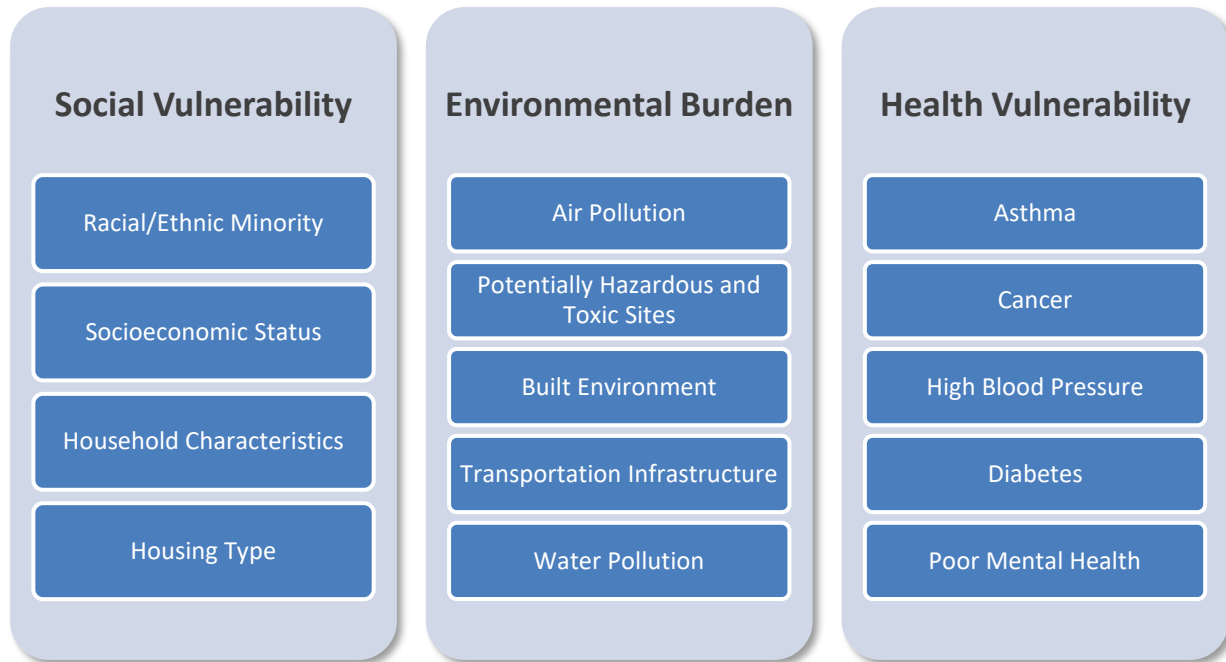 Social Vulnerability
Racial/Ethnic Minority
Socioeconomic Status
Household Characteristics
Housing Type
Environmental Burden
Air Pollution
Potentially Hazardous and
Toxic Sites
Built Environment
Transportation Infrastructure
Water Pollution
Health Vulnerability
Asthma
Cancer
High Blood Pressure
Diabetes
Poor Mental Health